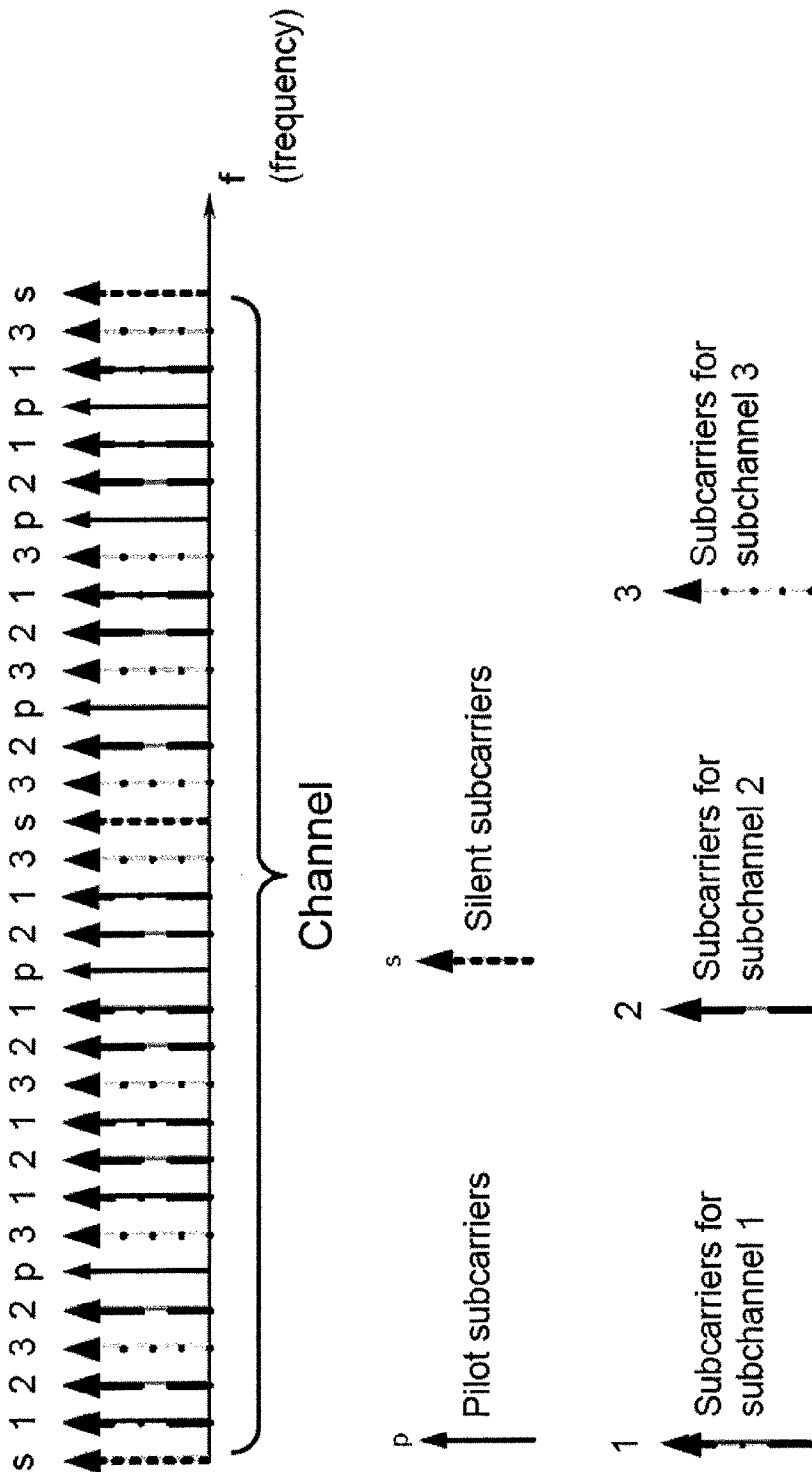 s 1 2 3 2 p 3 1 2 1 3 2 1 p 2 1 3 s 3 2 p 3 2 1 3 p 2 1 p 1 3 s
f
(frequency)
Channel
p
Pilot subcarriers
s
Silent subcarriers
1
Subcarriers for
subchannel 1
2
Subcarriers for
subchannel 2
3
Subcarriers for
subchannel 3